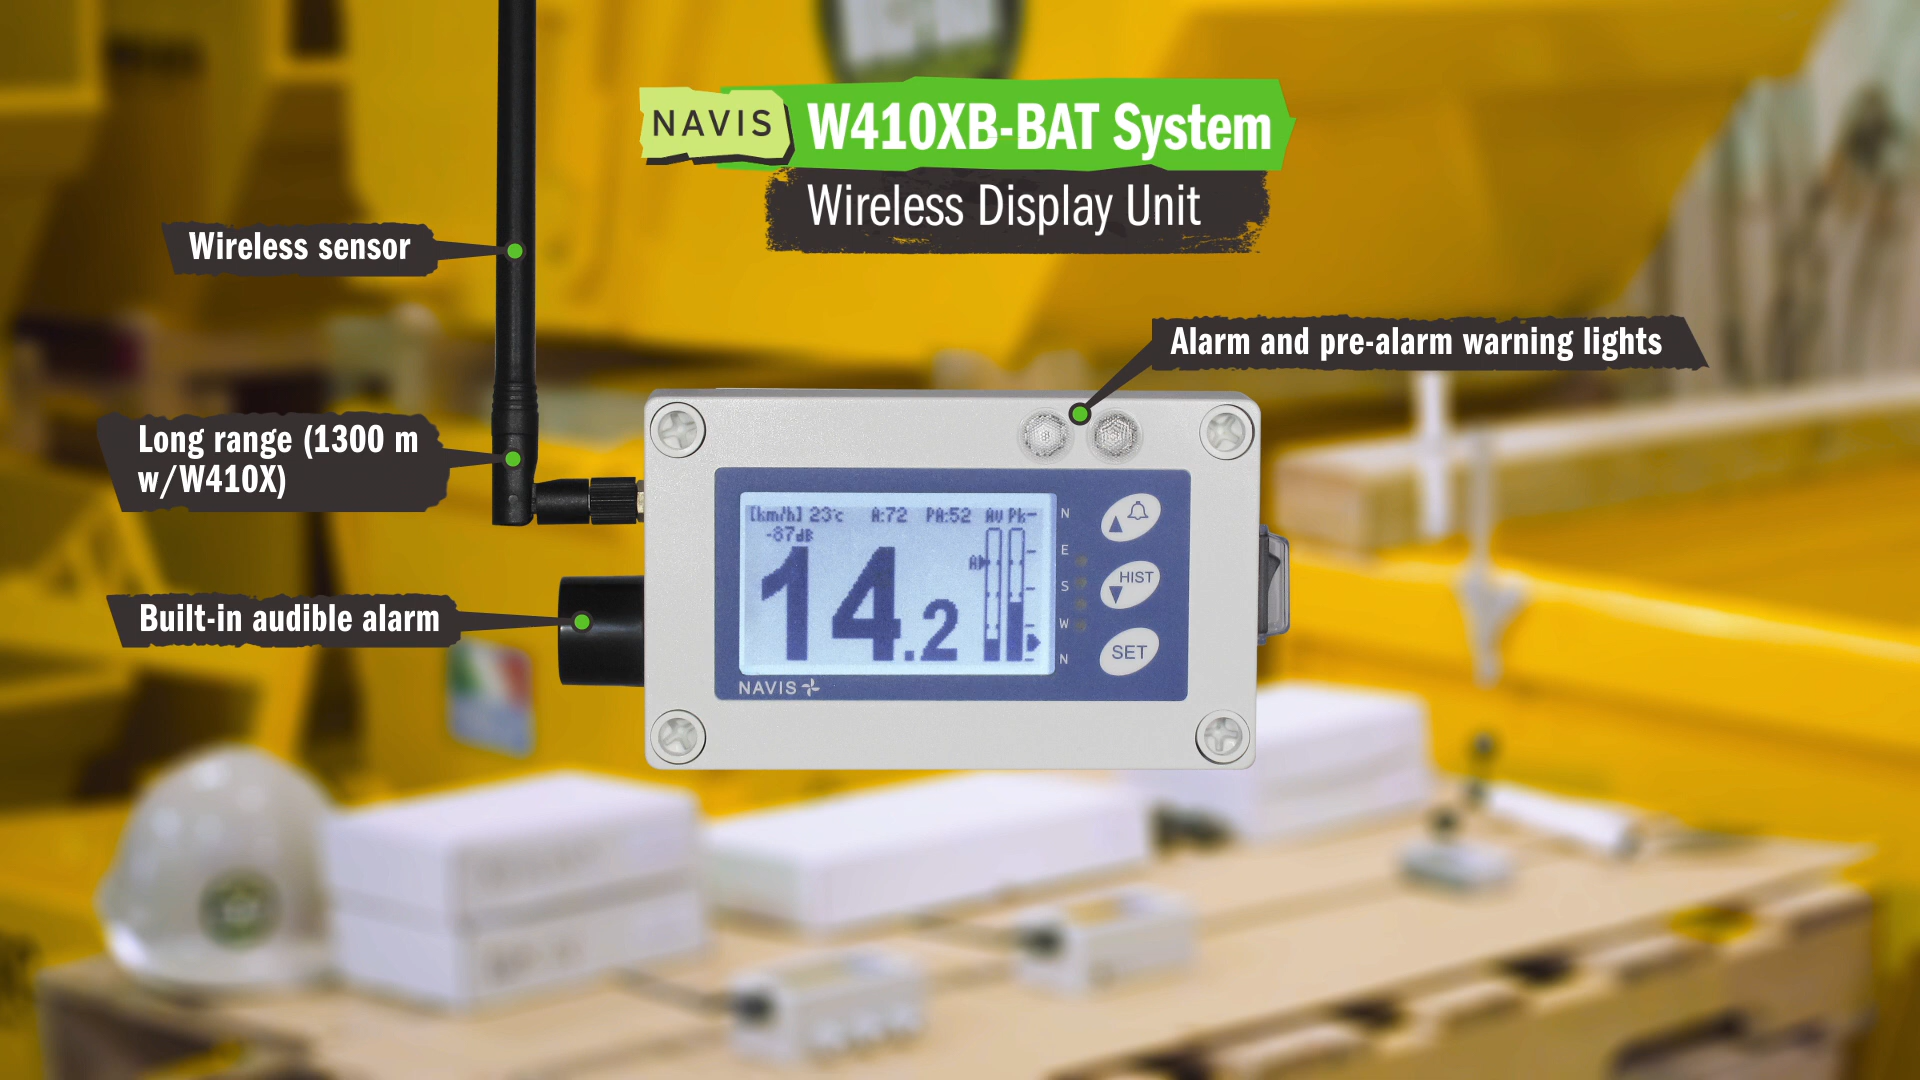 NAVIS W410XB-BAT System
Wireless Display Unit
Wireless sensor
Alarm and pre-alarm warning lights
Long range (1300 m
w/W410X)
Built-in audible alarm
[km/h] 23°c A:72 PA:52 Av Pk
-87dB
14.2
A
N
E
S
W
N
HIST
SET
NAVIS